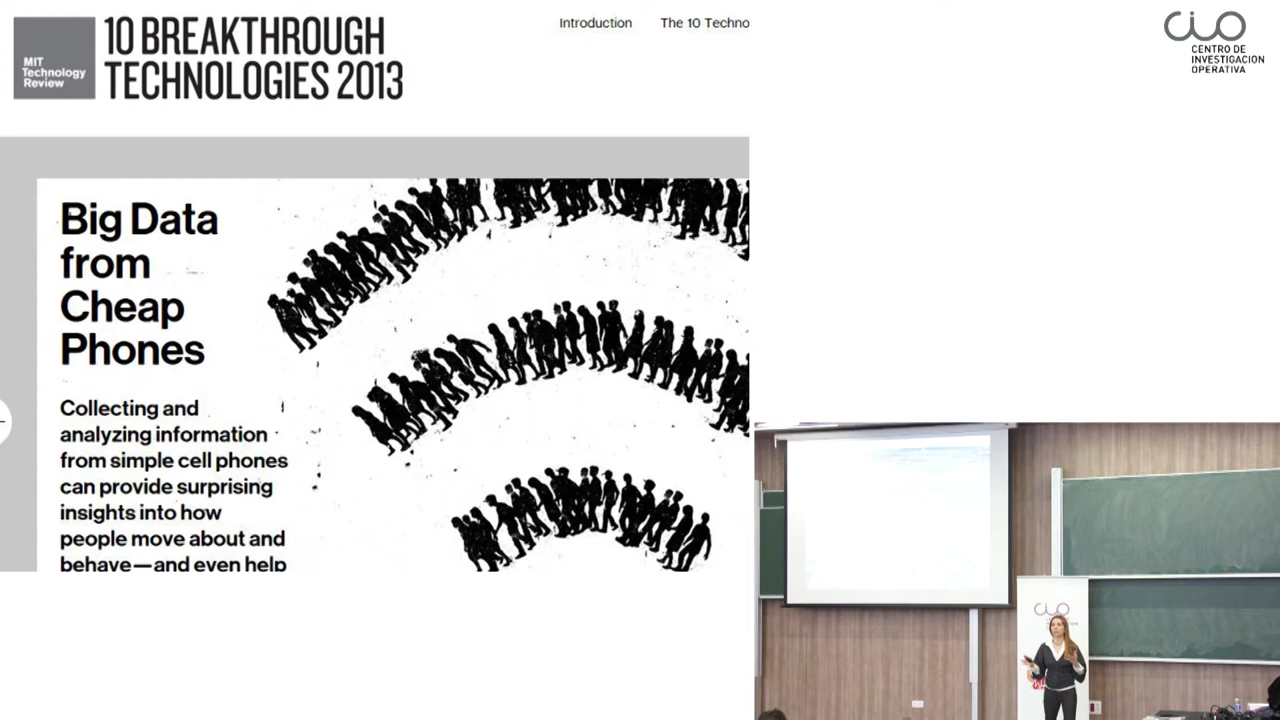 MIT
Technology
Review
10 BREAKTHROUGH
TECHNOLOGIES 2013
Introduction The 10 Techno
CIO
CENTRO DE
INVESTIGACION
OPERATIVA
Big Data
from
Cheap
Phones
Collecting and
analyzing information
from simple cell phones
can provide surprising
insights into how
people move about and
behave—and even help
CIO